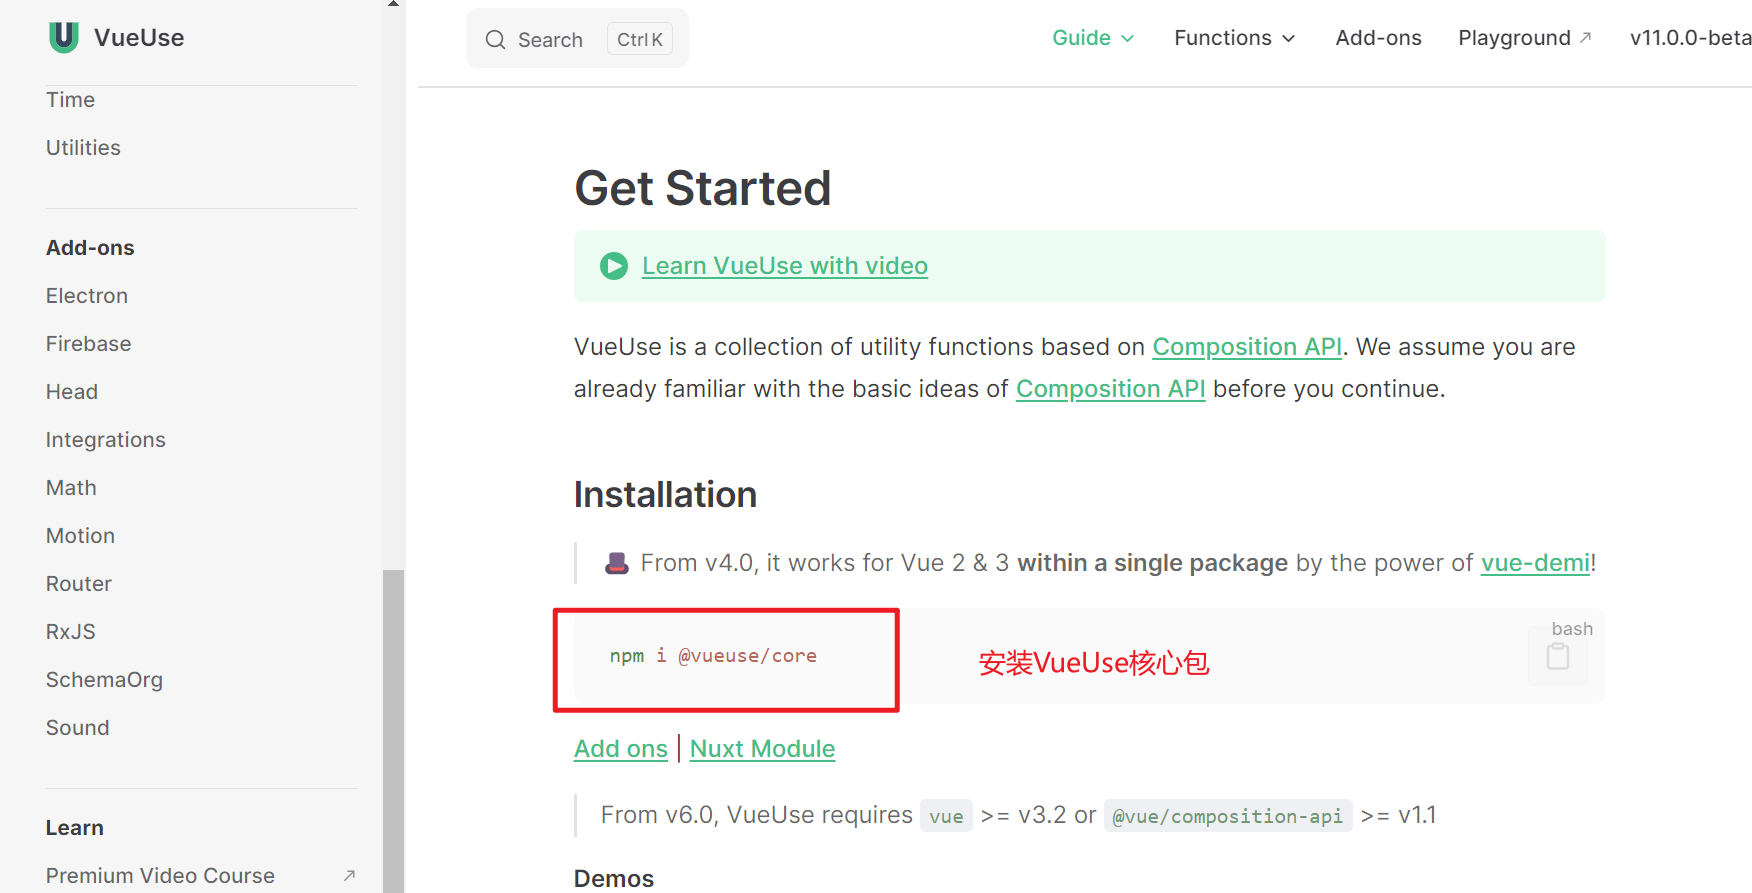 VueUse
Search Ctrl K
Guide Functions Add-ons Playground v11.0.0-beta
Time
Utilities
Add-ons
Electron
Firebase
Head
Integrations
Math
Motion
Router
RxJS
SchemaOrg
Sound
Learn
Premium Video Course
Get Started
Learn VueUse with video
VueUse is a collection of utility functions based on Composition API. We assume you are
already familiar with the basic ideas of Composition API before you continue.
Installation
🎩 From v4.0, it works for Vue 2 & 3 within a single package by the power of vue-demi!
bash
npm i @vueuse/core
安装VueUse核心包
Add ons | Nuxt Module
From v6.0, VueUse requires vue >= v3.2 or @vue/composition-api >= v1.1
Demos